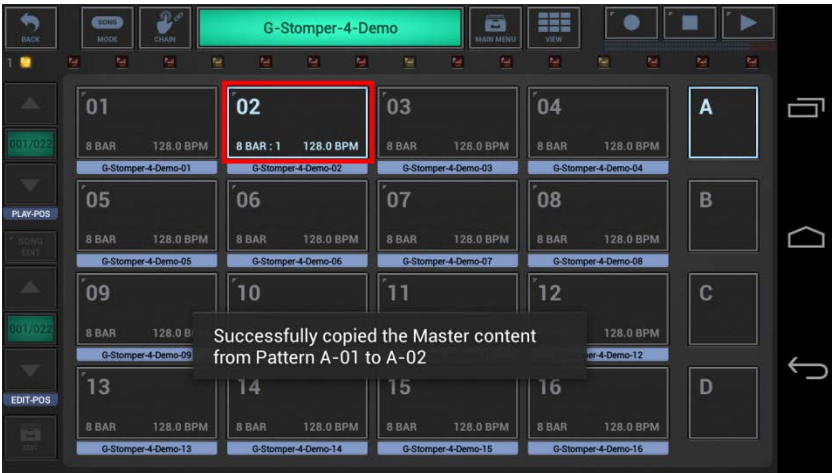 BACK
SONG
MODE
CHAIN
G-Stomper-4-Demo
MAIN MENU
VIEW
1
01
8 BAR 128.0 BPM
G-Stomper-4-Demo-01
02
8 BAR : 1 128.0 BPM
G-Stomper-4-Demo-02
03
8 BAR 128.0 BPM
G-Stomper-4-Demo-03
04
8 BAR 128.0 BPM
G-Stomper-4-Demo-04
A
001/022
PLAY-POS
05
8 BAR 128.0 BPM
G-Stomper-4-Demo-05
06
8 BAR 128.0 BPM
G-Stomper-4-Demo-06
07
8 BAR 128.0 BPM
G-Stomper-4-Demo-07
08
8 BAR 128.0 BPM
G-Stomper-4-Demo-08
B
SONG
EDIT
09
8 BAR 128.0 B
G-Stomper-4-Demo-09
10
11
12
128.0 BPM
er-4-Demo-12
C
Successfully copied the Master content
from Pattern A-01 to A-02
001/022
EDIT-POS
13
8 BAR 128.0 BPM
G-Stomper-4-Demo-13
14
8 BAR 128.0 BPM
G-Stomper-4-Demo-14
15
8 BAR 128.0 BPM
G-Stomper-4-Demo-15
16
8 BAR 128.0 BPM
G-Stomper-4-Demo-16
D